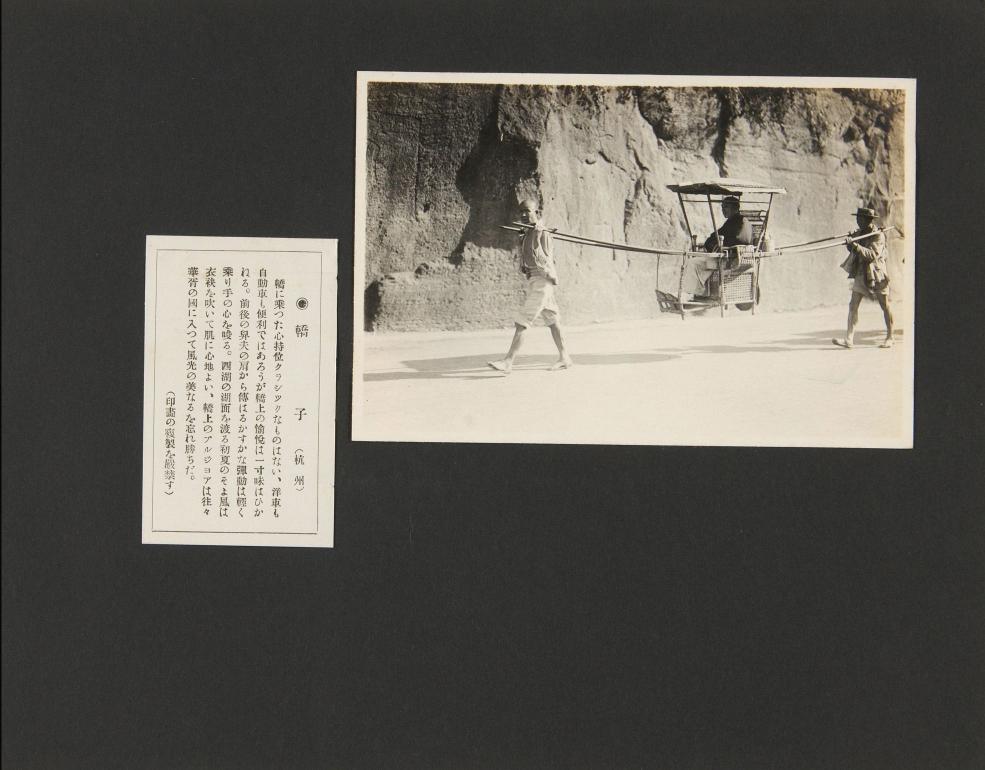 ◉轎子（杭州）
轎に乘つた心持位クラシックなものはない、洋車も
自動車も便利ではあろうが轎上の愉悅は一寸味はひか
ねる。前後の舁夫の肩から傳はるかすかな彈動は輕く
乘り手の心を唆る。西湖の湖面を渡る初夏のそよ風は
衣袂を吹いて肌に心地よい、轎上のブルジョアは往々
華胥の國に入つて風光の美なるを忘れ勝ちだ。
（印畫の複製を嚴禁す）